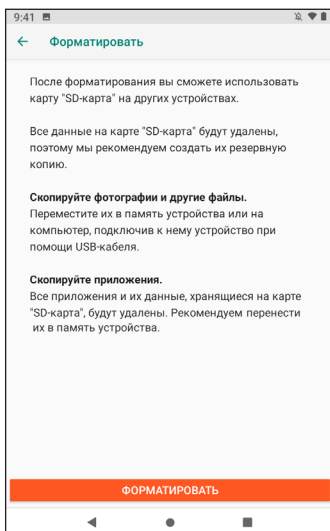 9:41
Форматировать
После форматирования вы сможете использовать
карту "SD-карта" на других устройствах.
Все данные на карте "SD-карта" будут удалены,
поэтому мы рекомендуем создать их резервную
копию.
Скопируйте фотографии и другие файлы.
Переместите их в память устройства или на
компьютер, подключив к нему устройство при
помощи USB-кабеля.
Скопируйте приложения.
Все приложения и их данные, хранящиеся на карте
"SD-карта", будут удалены. Рекомендуем перенести
их в память устройства.
ФОРМАТИРОВАТЬ